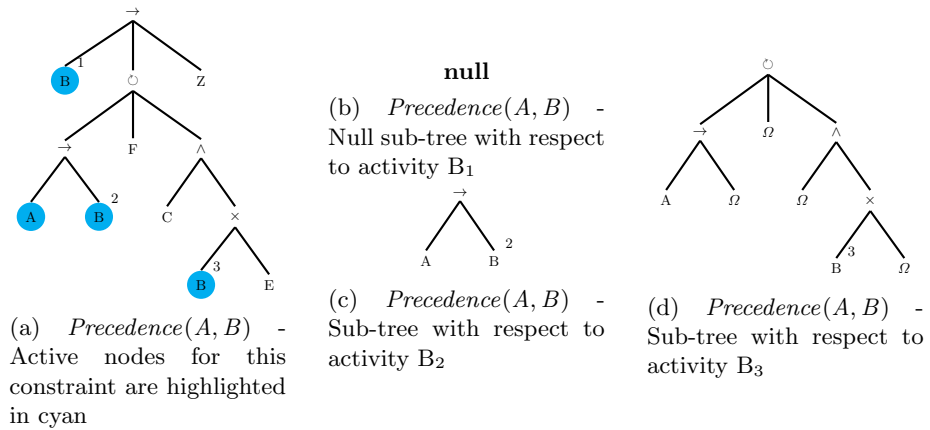 →
1
B
↻
Z
→
F
∧
A
B
2
C
×
3
B
E
(a) Precedence(A, B) -
Active nodes for this
constraint are highlighted
in cyan
null
(b) Precedence(A, B) -
Null sub-tree with respect
to activity B₁
→
A
B
2
(c) Precedence(A, B) -
Sub-tree with respect to
activity B₂
↻
→
Ω
∧
A
Ω
Ω
×
3
B
Ω
(d) Precedence(A, B) -
Sub-tree with respect to
activity B₃